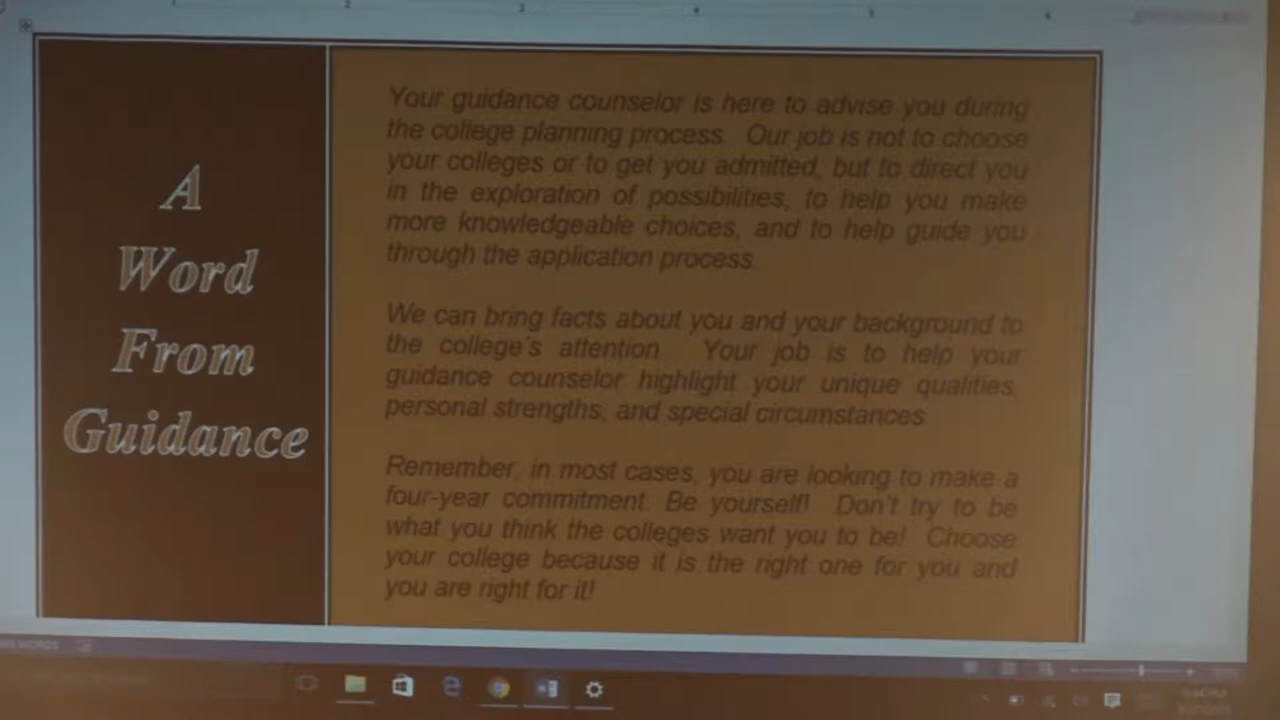 A
Word
From
Guidance
Your guidance counselor is here to advise you during
the college planning process. Our job is not to choose
your colleges or to get you admitted, but to direct you
in the exploration of possibilities, to help you make
more knowledgeable choices, and to help guide you
through the application process.
We can bring facts about you and your background to
the college's attention. Your job is to help your
guidance counselor highlight your unique qualities,
personal strengths, and special circumstances.
Remember, in most cases, you are looking to make a
four-year commitment. Be yourself! Don't try to be
what you think the colleges want you to be! Choose
your college because it is the right one for you and
you are right for it!
WORDS